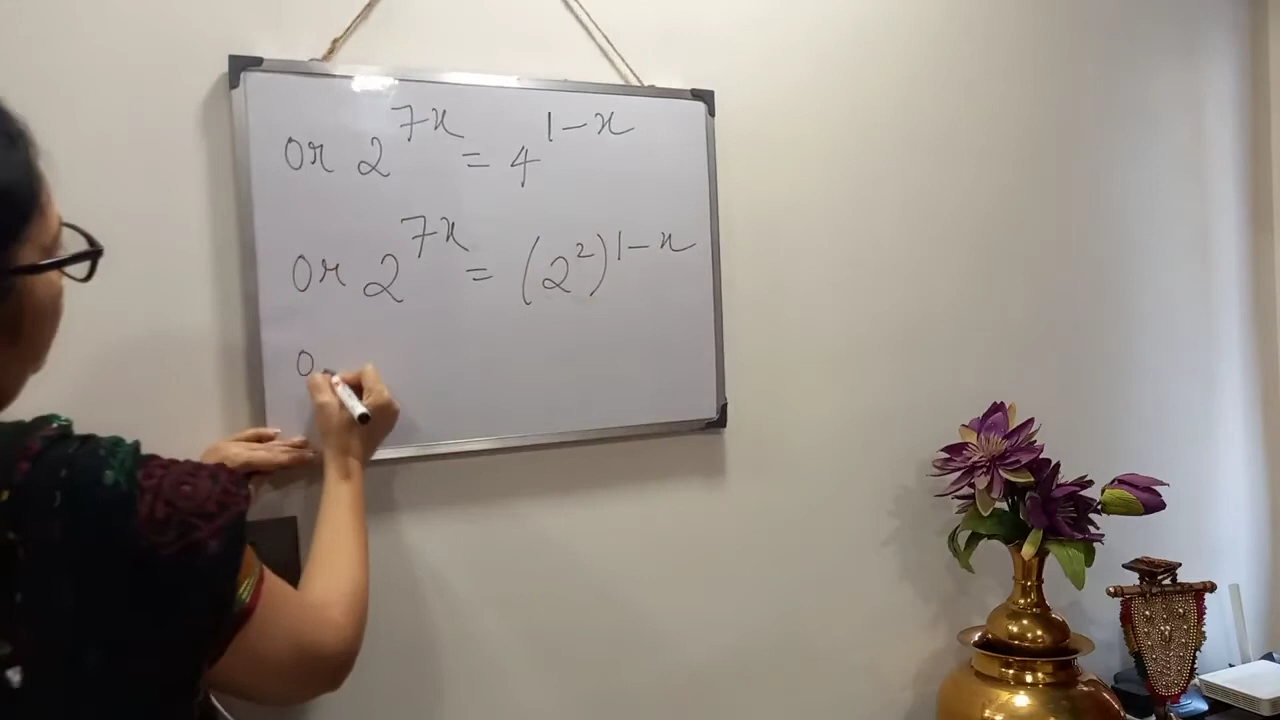 or 2^{7x} = 4^{1-x}
or 2^{7x} = (2^2)^{1-x}
o